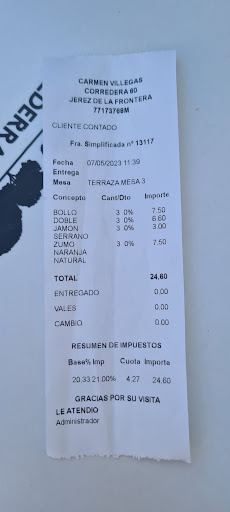 CARMEN VILLEGAS
CORREDERA 60
JEREZ DE LA FRONTERA
77173768M
CLIENTE CONTADO
Fra. Simplificada nº 13117
Fecha 07/05/2023 11:39
Entrega
Mesa TERRAZA MESA 3
Concepto Cant/Dto Importe
BOLLO 3 0% 7.50
DOBLE 3 0% 6.60
JAMON 3 0% 3.00
SERRANO
ZUMO 3 0% 7.50
NARANJA
NATURAL
TOTAL 24,60
ENTREGADO 0.00
VALES 0.00
CAMBIO 0.00
RESUMEN DE IMPUESTOS
Base% Imp Cuota Importe
20.33 21.00% 4.27 24,60
GRACIAS POR SU VISITA
LE ATENDIO
Administrador